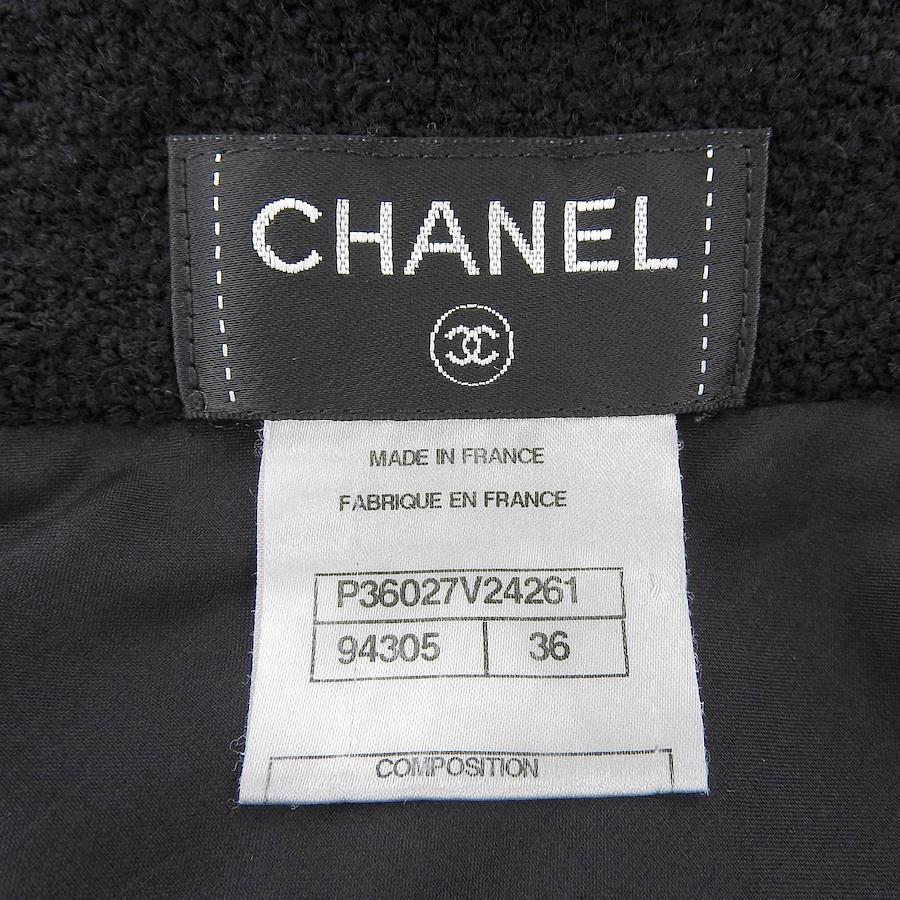 CHANEL
MADE IN FRANCE
FABRIQUE EN FRANCE
P36027V24261
94305 36
COMPOSITION